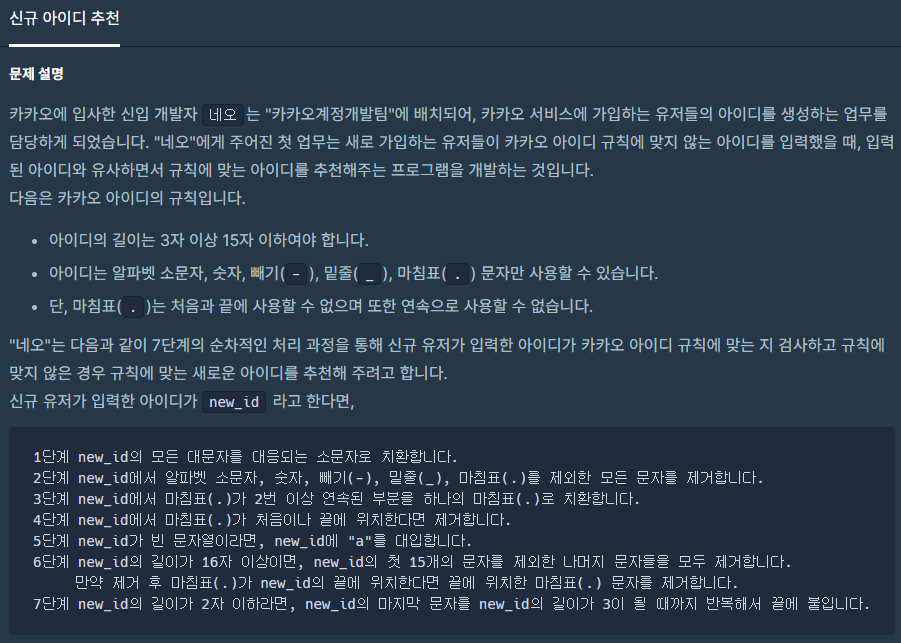 신규 아이디 추천
문제 설명
카카오에 입사한 신입 개발자 네오 는 "카카오계정개발팀"에 배치되어, 카카오 서비스에 가입하는 유저들의 아이디를 생성하는 업무를
담당하게 되었습니다. "네오"에게 주어진 첫 업무는 새로 가입하는 유저들이 카카오 아이디 규칙에 맞지 않는 아이디를 입력했을 때, 입력
된 아이디와 유사하면서 규칙에 맞는 아이디를 추천해주는 프로그램을 개발하는 것입니다.
다음은 카카오 아이디의 규칙입니다.
• 아이디의 길이는 3자 이상 15자 이하여야 합니다.
• 아이디는 알파벳 소문자, 숫자, 빼기( - ), 밑줄( _ ), 마침표( . ) 문자만 사용할 수 있습니다.
• 단, 마침표( . )는 처음과 끝에 사용할 수 없으며 또한 연속으로 사용할 수 없습니다.
"네오"는 다음과 같이 7단계의 순차적인 처리 과정을 통해 신규 유저가 입력한 아이디가 카카오 아이디 규칙에 맞는 지 검사하고 규칙에
맞지 않은 경우 규칙에 맞는 새로운 아이디를 추천해 주려고 합니다.
신규 유저가 입력한 아이디가 new_id 라고 한다면,
1단계 new_id의 모든 대문자를 대응되는 소문자로 치환합니다.
2단계 new_id에서 알파벳 소문자, 숫자, 빼기(-), 밑줄(_), 마침표(.)를 제외한 모든 문자를 제거합니다.
3단계 new_id에서 마침표(.)가 2번 이상 연속된 부분을 하나의 마침표(.)로 치환합니다.
4단계 new_id에서 마침표(.)가 처음이나 끝에 위치한다면 제거합니다.
5단계 new_id가 빈 문자열이라면, new_id에 "a"를 대입합니다.
6단계 new_id의 길이가 16자 이상이면, new_id의 첫 15개의 문자를 제외한 나머지 문자들을 모두 제거합니다.
만약 제거 후 마침표(.)가 new_id의 끝에 위치한다면 끝에 위치한 마침표(.) 문자를 제거합니다.
7단계 new_id의 길이가 2자 이하라면, new_id의 마지막 문자를 new_id의 길이가 3이 될 때까지 반복해서 끝에 붙입니다.